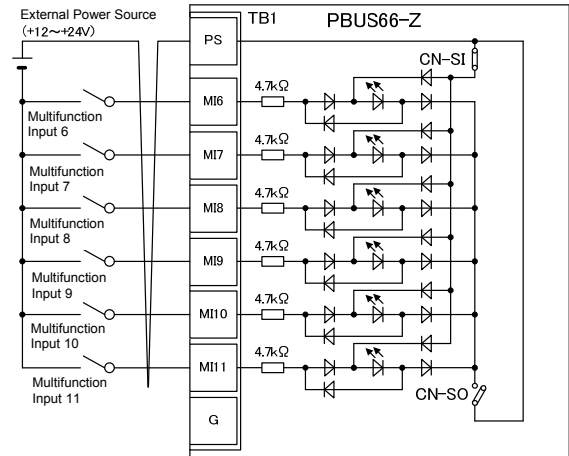 External Power Source
(+12～+24V)
TB1
PBUS66-Z
PS
CN-SI
MI6
4.7kΩ
Multifunction
Input 6
MI7
4.7kΩ
Multifunction
Input 7
MI8
4.7kΩ
Multifunction
Input 8
MI9
4.7kΩ
Multifunction
Input 9
MI10
4.7kΩ
Multifunction
Input 10
MI11
4.7kΩ
Multifunction
Input 11
CN-SO
G